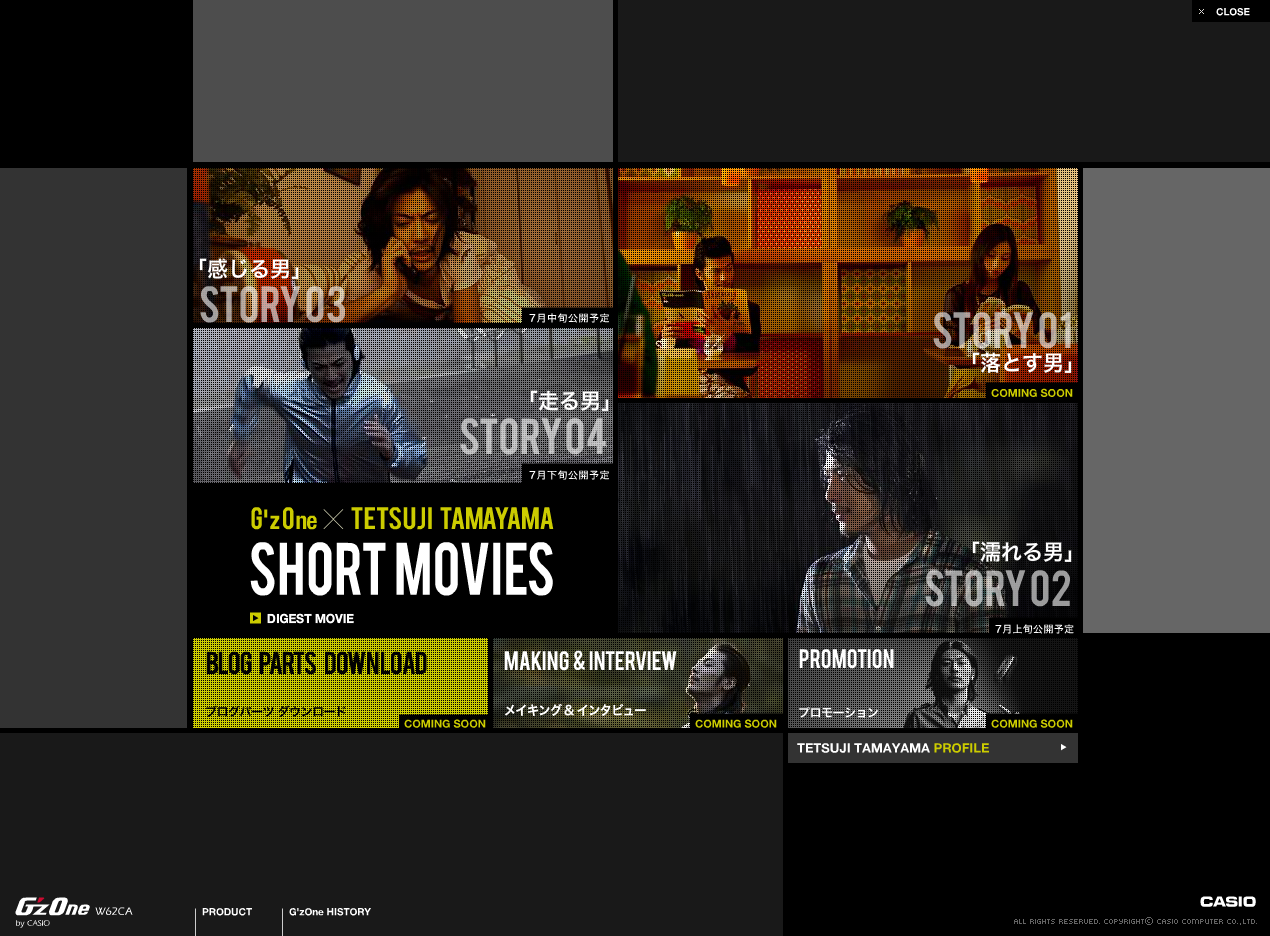 × CLOSE
「感じる男」
STORY 03
7月中旬公開予定
STORY 01
「落とす男」
COMING SOON
「走る男」
STORY 04
7月下旬公開予定
G'zOne × TETSUJI TAMAYAMA
SHORT MOVIES
DIGEST MOVIE
「濡れる男」
STORY 02
7月上旬公開予定
BLOG PARTS DOWNLOAD
ブログパーツ ダウンロード
COMING SOON
MAKING & INTERVIEW
メイキング & インタビュー
COMING SOON
PROMOTION
プロモーション
COMING SOON
TETSUJI TAMAYAMA PROFILE
G'zOne W62CA
by CASIO
PRODUCT
G'zOne HISTORY
CASIO
ALL RIGHTS RESERVED. COPYRIGHT© CASIO COMPUTER CO.,LTD.